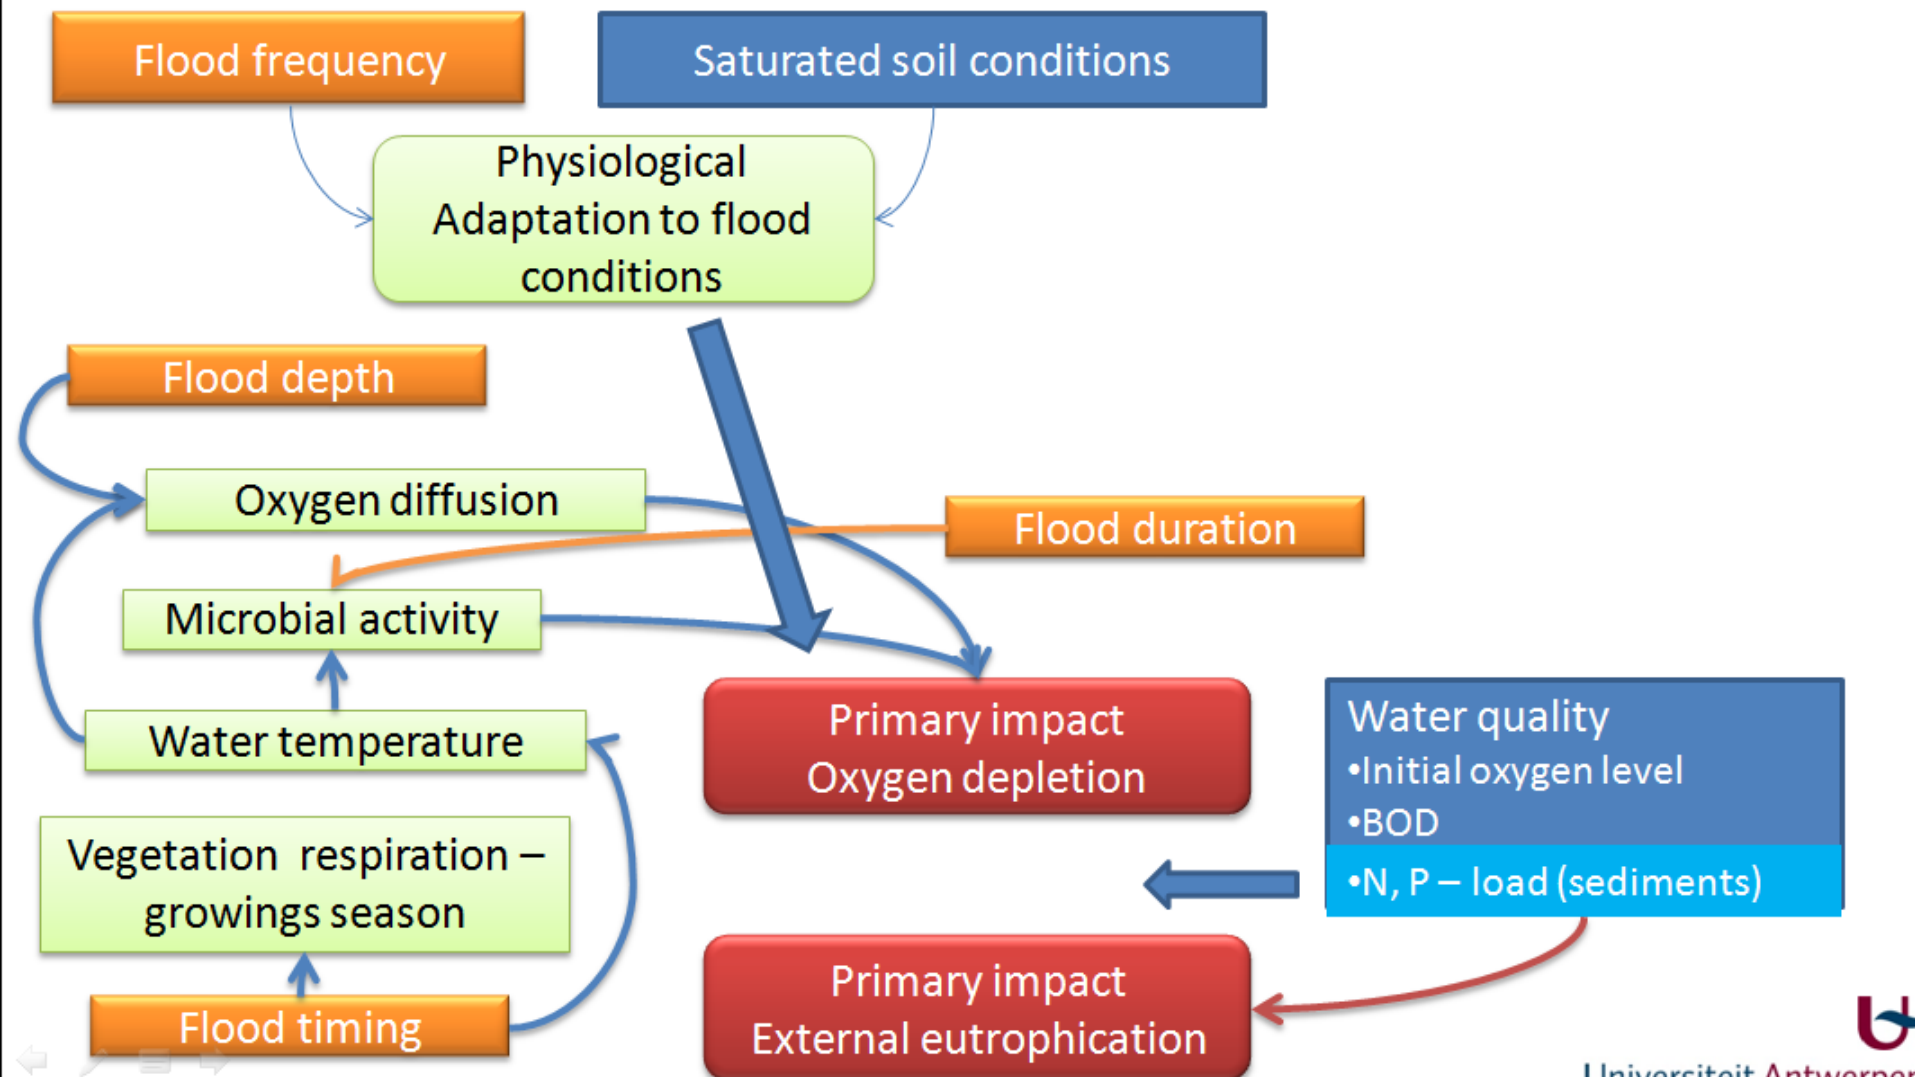 Flood frequency
Saturated soil conditions
Physiological
Adaptation to flood
conditions
Flood depth
Oxygen diffusion
Flood duration
Microbial activity
Water temperature
Primary impact
Oxygen depletion
Water quality
•Initial oxygen level
•BOD
•N, P – load (sediments)
Vegetation respiration –
growings season
Flood timing
Primary impact
External eutrophication
Universiteit Antwerpen